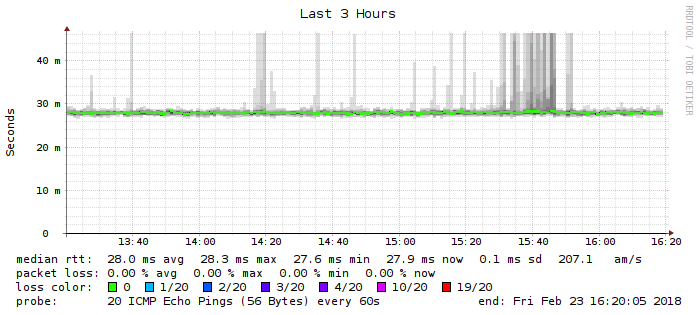 Last 3 Hours
RRDTOOL / TOBI OETIKER
Seconds
40 m
30 m
20 m
10 m
0
13:40 14:00 14:20 14:40 15:00 15:20 15:40 16:00 16:20
median rtt: 28.0 ms avg 28.3 ms max 27.6 ms min 27.9 ms now 0.1 ms sd 207.1 am/s
packet loss: 0.00 % avg 0.00 % max 0.00 % min 0.00 % now
loss color: 0 1/20 2/20 3/20 4/20 10/20 19/20
probe: 20 ICMP Echo Pings (56 Bytes) every 60s end: Fri Feb 23 16:20:05 2018